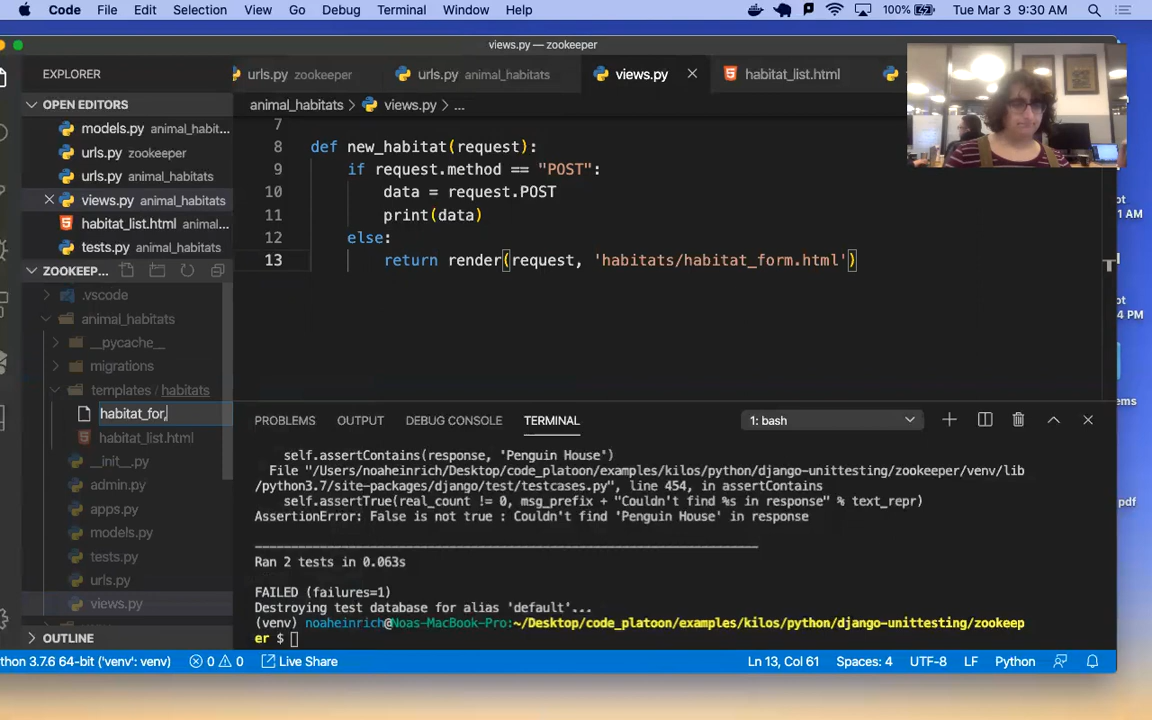 Code File Edit Selection View Go Debug Terminal Window Help 100% Tue Mar 3 9:30 AM
views.py — zookeeper
EXPLORER
urls.py zookeeper urls.py animal_habitats views.py habitat_list.html
OPEN EDITORS
animal_habitats > views.py > ...
models.py animal_habit...
urls.py zookeeper
urls.py animal_habitats
views.py animal_habitats
habitat_list.html animal...
tests.py animal_habitats
ZOOKEEP...
.vscode
animal_habitats
__pycache__
migrations
templates / habitats
habitat_for,
habitat_list.html
__init__.py
admin.py
apps.py
models.py
tests.py
urls.py
views.py
OUTLINE
7
8 def new_habitat(request):
9 if request.method == "POST":
10 data = request.POST
11 print(data)
12 else:
13 return render(request, 'habitats/habitat_form.html')
PROBLEMS OUTPUT DEBUG CONSOLE TERMINAL 1: bash
self.assertContains(response, 'Penguin House')
File "/Users/noaheinrich/Desktop/code_platoon/examples/kilos/python/django-unittesting/zookeeper/venv/lib
/python3.7/site-packages/django/test/testcases.py", line 454, in assertContains
self.assertTrue(real_count != 0, msg_prefix + "Couldn't find %s in response" % text_repr)
AssertionError: False is not true : Couldn't find 'Penguin House' in response
Ran 2 tests in 0.063s
FAILED (failures=1)
Destroying test database for alias 'default'...
(venv) noaheinrich@Noas-MacBook-Pro:~/Desktop/code_platoon/examples/kilos/python/django-unittesting/zookeep
er $
thon 3.7.6 64-bit ('venv': venv) 0 0 Live Share Ln 13, Col 61 Spaces: 4 UTF-8 LF Python
ot
1 AM
ot
4 PM
ems
pdf